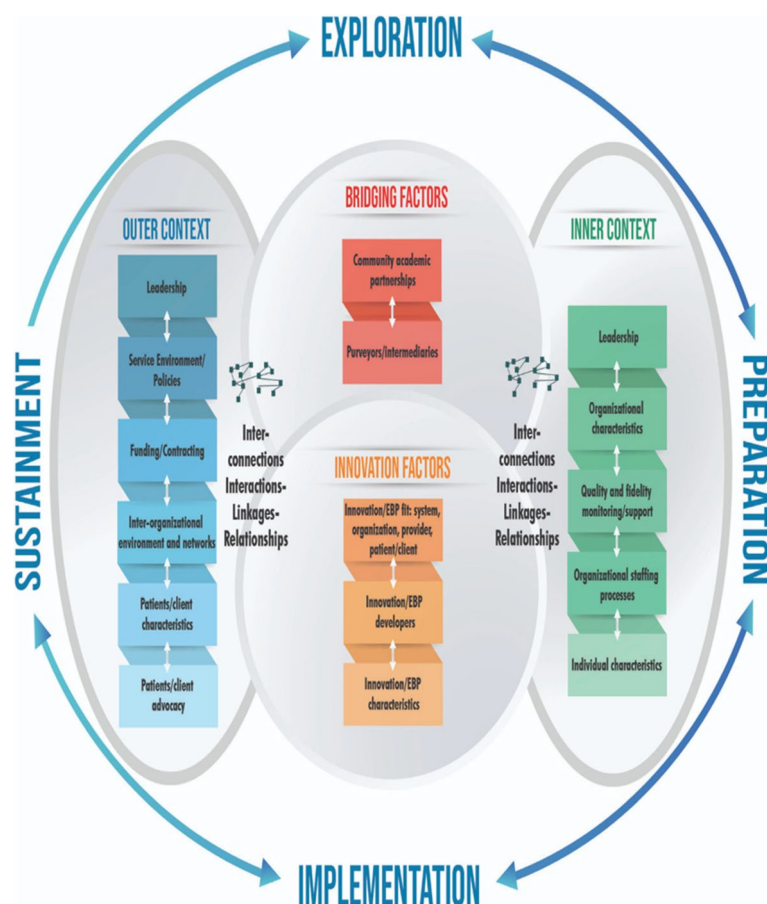 EXPLORATION
BRIDGING FACTORS
OUTER CONTEXT
INNER CONTEXT
Community academic
partnerships
Purveyors/intermediaries
Leadership
Service Environment/
Policies
Funding/Contracting
Inter-organizational
environment and networks
Patients/client
characteristics
Patients/client
advocacy
Inter-
connections
Interactions-
Linkages-
Relationships
INNOVATION FACTORS
Innovation/EBP fit: system,
organization, provider,
patient/client
Innovation/EBP
developers
Innovation/EBP
characteristics
Inter-
connections
Interactions-
Linkages-
Relationships
Leadership
Organizational
characteristics
Quality and fidelity
monitoring/support
Organizational staffing
processes
Individual characteristics
SUSTAINMENT
PREPARATION
IMPLEMENTATION